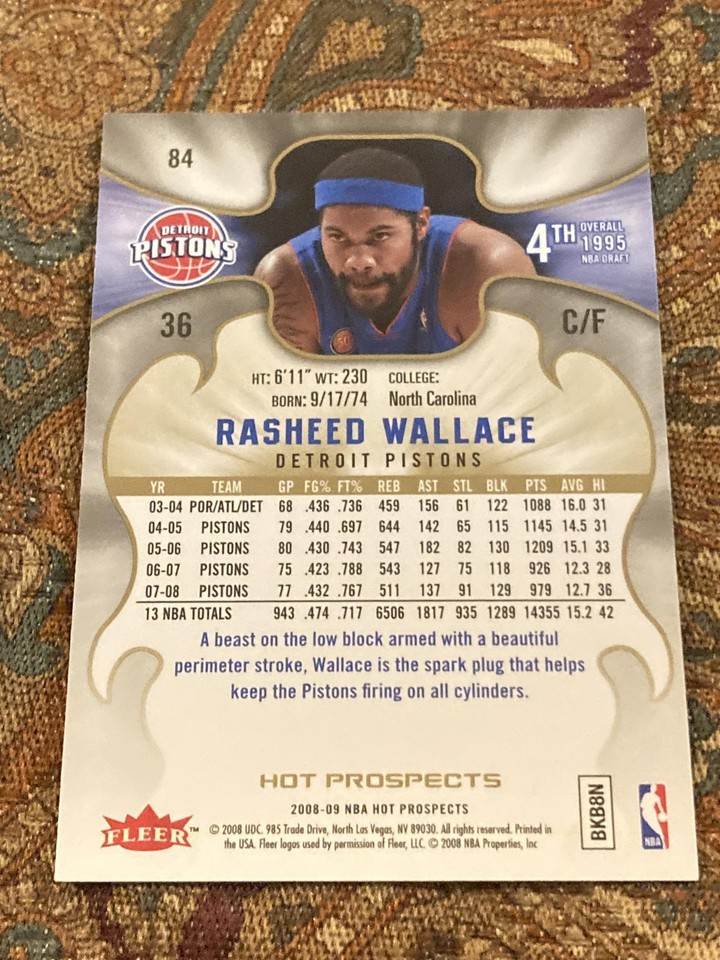 84
DETROIT
PISTONS
4TH OVERALL
1995
NBA DRAFT
36
C/F
HT: 6'11" WT: 230 COLLEGE:
BORN: 9/17/74 North Carolina
RASHEED WALLACE
DETROIT PISTONS
YR TEAM GP FG% FT% REB AST STL BLK PTS AVG HI
03-04 POR/ATL/DET 68 .436 .736 459 156 61 122 1088 16.0 31
04-05 PISTONS 79 .440 .697 644 142 65 115 1145 14.5 31
05-06 PISTONS 80 .430 .743 547 182 82 130 1209 15.1 33
06-07 PISTONS 75 .423 .788 543 127 75 118 926 12.3 28
07-08 PISTONS 77 .432 .767 511 137 91 129 979 12.7 36
13 NBA TOTALS 943 .474 .717 6506 1817 935 1289 14355 15.2 42
A beast on the low block armed with a beautiful
perimeter stroke, Wallace is the spark plug that helps
keep the Pistons firing on all cylinders.
HOT PROSPECTS
2008-09 NBA HOT PROSPECTS
FLEER™
© 2008 UDC. 985 Trade Drive, North Las Vegas, NV 89030. All rights reserved. Printed in
the USA. Fleer logos used by permission of Fleer, LLC. © 2008 NBA Properties, Inc
BKB8N
NBA